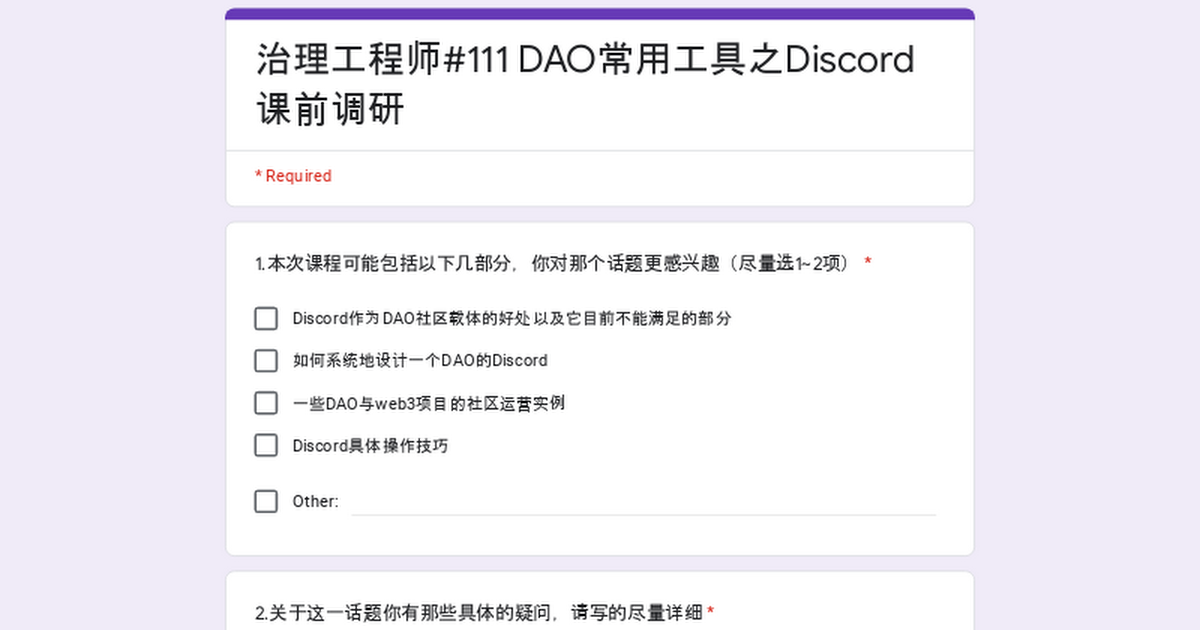 治理工程师#111 DAO常用工具之Discord
课前调研
* Required
1.本次课程可能包括以下几部分，你对那个话题更感兴趣（尽量选1~2项） *
Discord作为DAO社区载体的好处以及它目前不能满足的部分
如何系统地设计一个DAO的Discord
一些DAO与web3项目的社区运营实例
Discord具体操作技巧
Other:
2.关于这一话题你有那些具体的疑问，请写的尽量详细 *